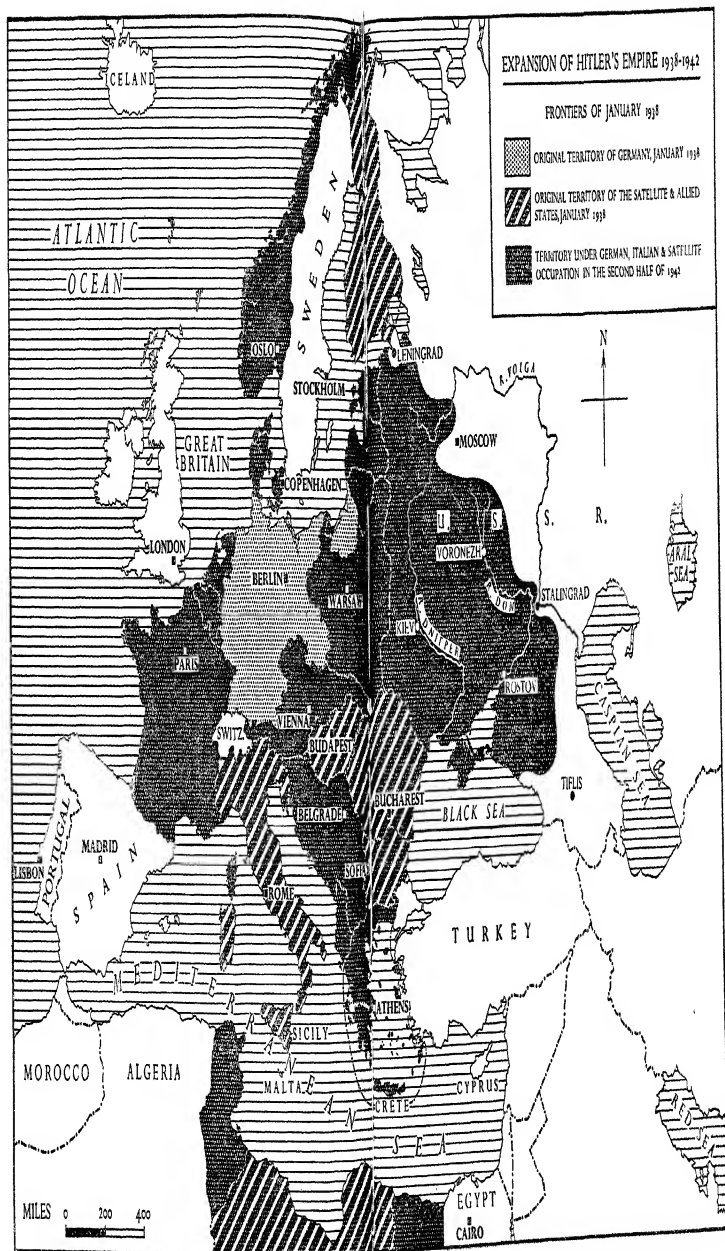 EXPANSION OF HITLER'S EMPIRE 1938-1942
FRONTIERS OF JANUARY 1938
ORIGINAL TERRITORY OF GERMANY, JANUARY 1938
ORIGINAL TERRITORY OF THE SATELLITE & ALLIED
STATES, JANUARY 1938
TERRITORY UNDER GERMAN, ITALIAN & SATELLITE
OCCUPATION IN THE SECOND HALF OF 1942
CELAND
ATLANTIC
OCEAN
SWEDEN
N
OSLO
LENINGRAD
R. VOLGA
STOCKHOLM
MOSCOW
GREAT
BRITAIN
COPENHAGEN
U. S. S. R.
VORONEZH
ARAL
SEA
LONDON
BERLIN
WARSAW
R. DON
STALINGRAD
KIEV
R. DNIEPER
PARIS
ROSTOV
CASPIAN SEA
VIENNA
SWITZ.
BUDAPEST
TIFLIS
BELGRADE
BUCHAREST
BLACK SEA
PORTUGAL
MADRID
LISBON
SPAIN
SOFIA
ROME
TURKEY
MEDITERRANEAN SEA
ATHENS
SICILY
MOROCCO
ALGERIA
MALTA
CYPRUS
CRETE
RED SEA
MILES 0 200 400
EGYPT
CAIRO